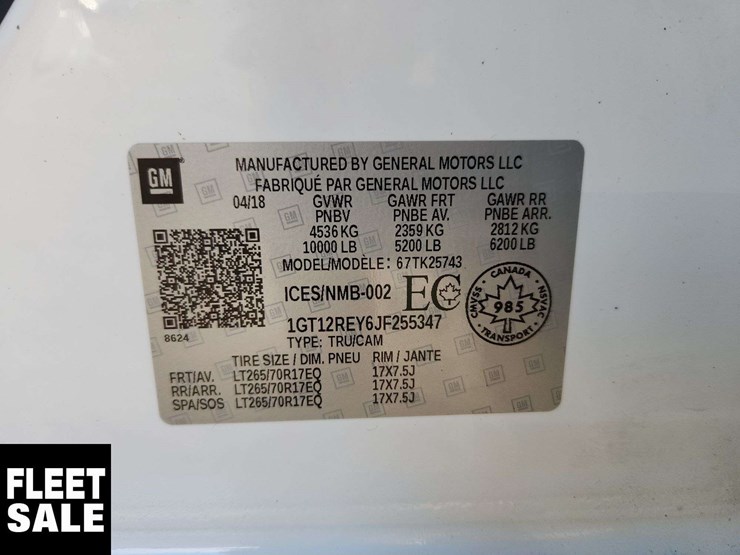 GM
MANUFACTURED BY GENERAL MOTORS LLC
FABRIQUÉ PAR GENERAL MOTORS LLC
04/18 GVWR GAWR FRT GAWR RR
PNBV PNBE AV. PNBE ARR.
4536 KG 2359 KG 2812 KG
10000 LB 5200 LB 6200 LB
MODEL/MODÈLE: 67TK25743
ICES/NMB-002 EC
CANADA
CMVSS - NSVAC
985
1GT12REY6JF255347
8624
TYPE: TRU/CAM
TIRE SIZE / DIM. PNEU RIM / JANTE
FRT/AV. LT265/70R17EQ 17X7.5J
RR/ARR. LT265/70R17EQ 17X7.5J
SPA/SOS LT265/70R17EQ 17X7.5J
FLEET
SALE